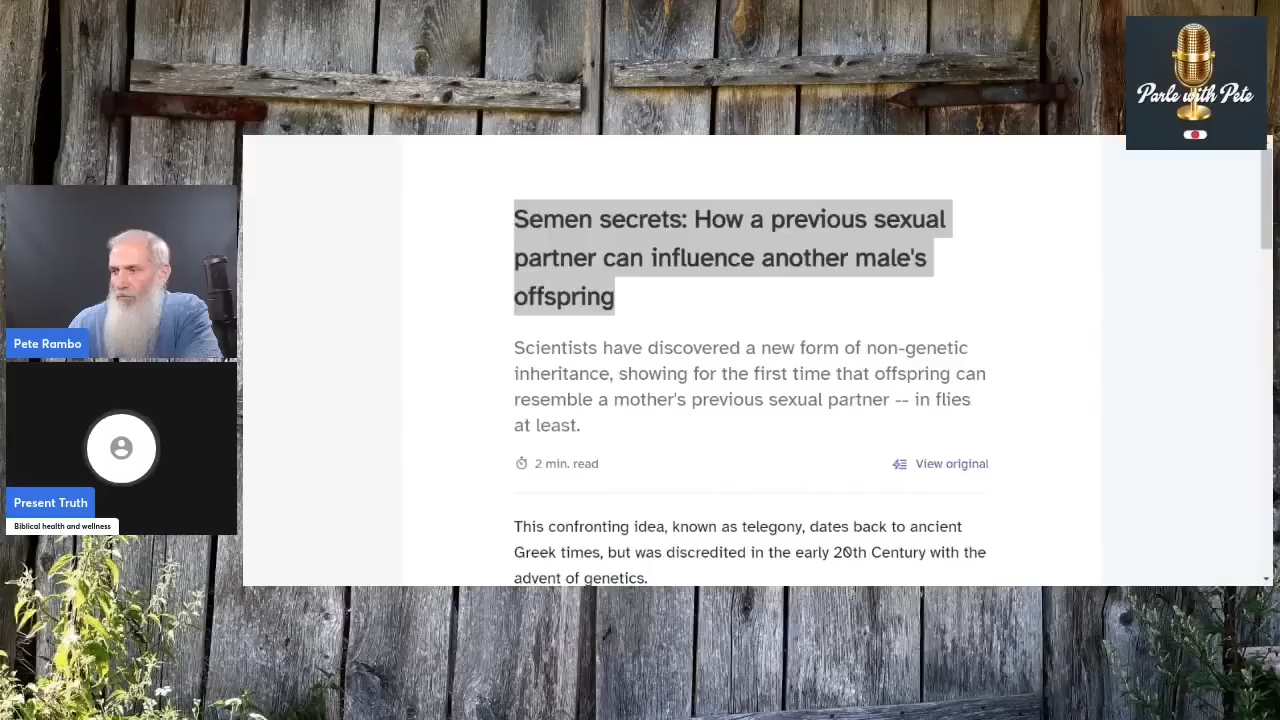 Parle with Pete
Semen secrets: How a previous sexual
partner can influence another male's
offspring
Scientists have discovered a new form of non-genetic
inheritance, showing for the first time that offspring can
resemble a mother's previous sexual partner -- in flies
at least.
2 min. read
View original
This confronting idea, known as telegony, dates back to ancient
Greek times, but was discredited in the early 20th Century with the
advent of genetics.
Pete Rambo
Present Truth
Biblical health and wellness